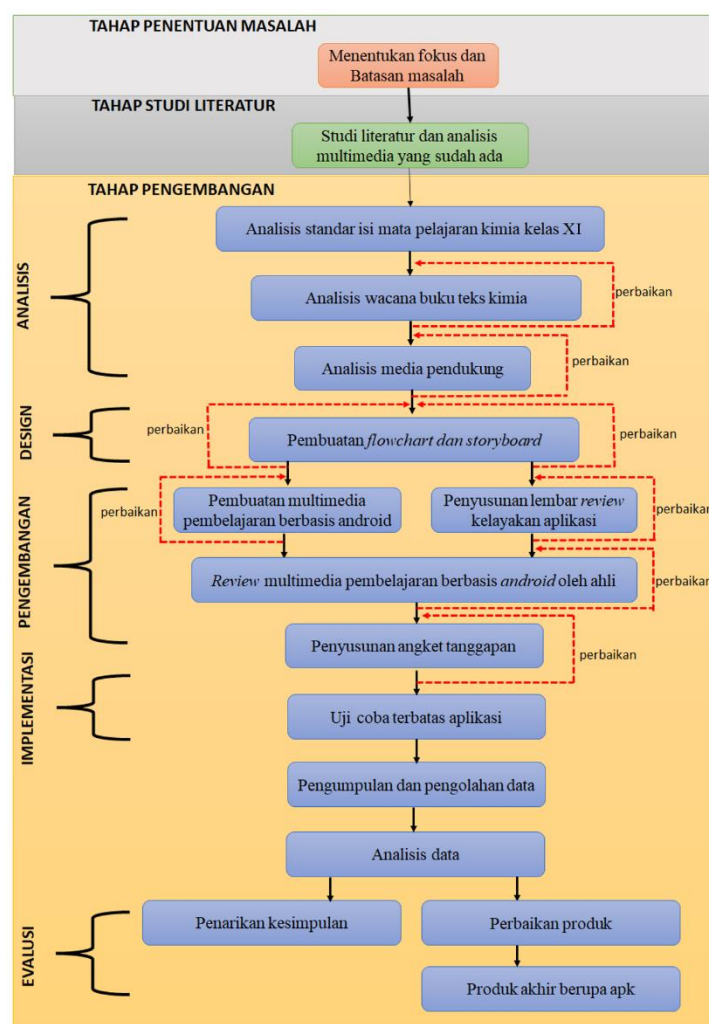 TAHAP PENENTUAN MASALAH
Menentukan fokus dan
Batasan masalah
TAHAP STUDI LITERATUR
Studi literatur dan analisis
multimedia yang sudah ada
TAHAP PENGEMBANGAN
ANALISIS
Analisis standar isi mata pelajaran kimia kelas XI
perbaikan
Analisis wacana buku teks kimia
perbaikan
Analisis media pendukung
DESIGN
perbaikan
perbaikan
Pembuatan flowchart dan storyboard
PENGEMBANGAN
perbaikan
Pembuatan multimedia
pembelajaran berbasis android
Penyusunan lembar review
kelayakan aplikasi
perbaikan
Review multimedia pembelajaran berbasis android oleh ahli
perbaikan
Penyusunan angket tanggapan
perbaikan
IMPLEMENTASI
Uji coba terbatas aplikasi
Pengumpulan dan pengolahan data
Analisis data
EVALUSI
Penarikan kesimpulan
Perbaikan produk
Produk akhir berupa apk